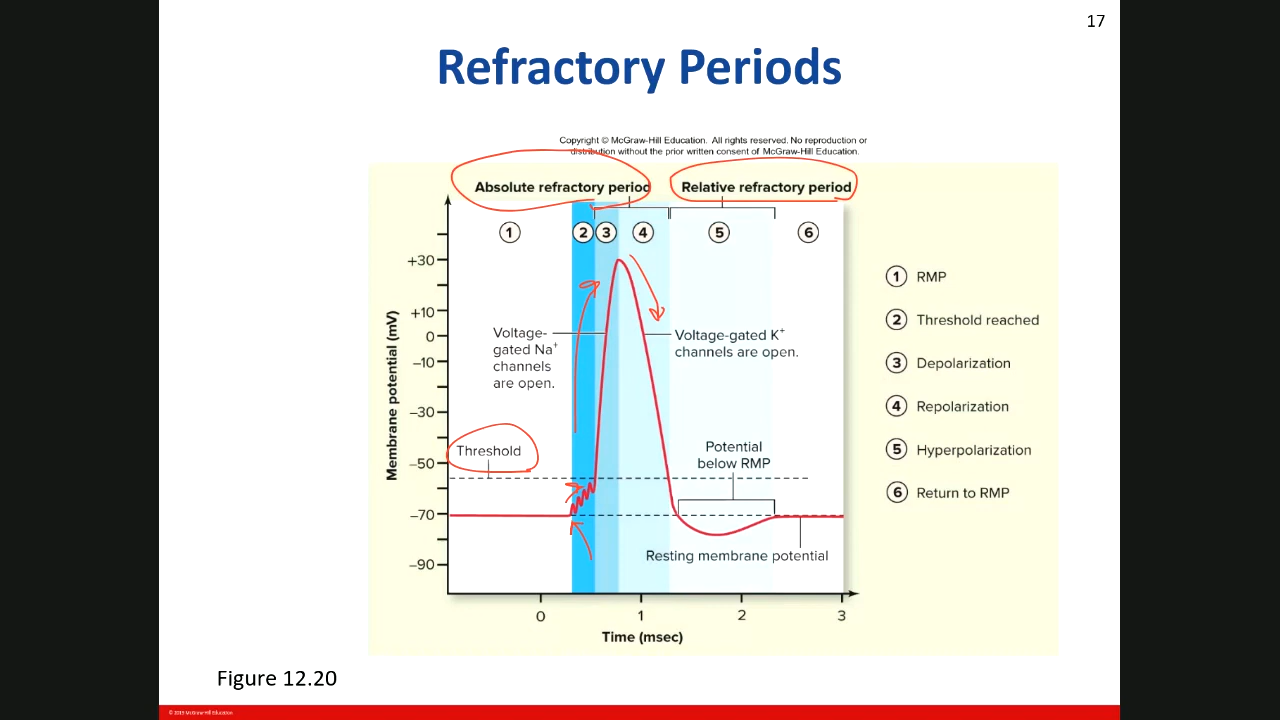 17
Refractory Periods
Copyright © McGraw-Hill Education. All rights reserved. No reproduction or
distribution without the prior written consent of McGraw-Hill Education.
Absolute refractory period
Relative refractory period
1
2
3
4
5
6
+30
+10
0
–10
–30
–50
–70
–90
Membrane potential (mV)
Voltage-
gated Na+
channels
are open.
Voltage-gated K+
channels are open.
Threshold
Potential
below RMP
Resting membrane potential
0
1
2
3
Time (msec)
1 RMP
2 Threshold reached
3 Depolarization
4 Repolarization
5 Hyperpolarization
6 Return to RMP
Figure 12.20
© 2019 McGraw-Hill Education